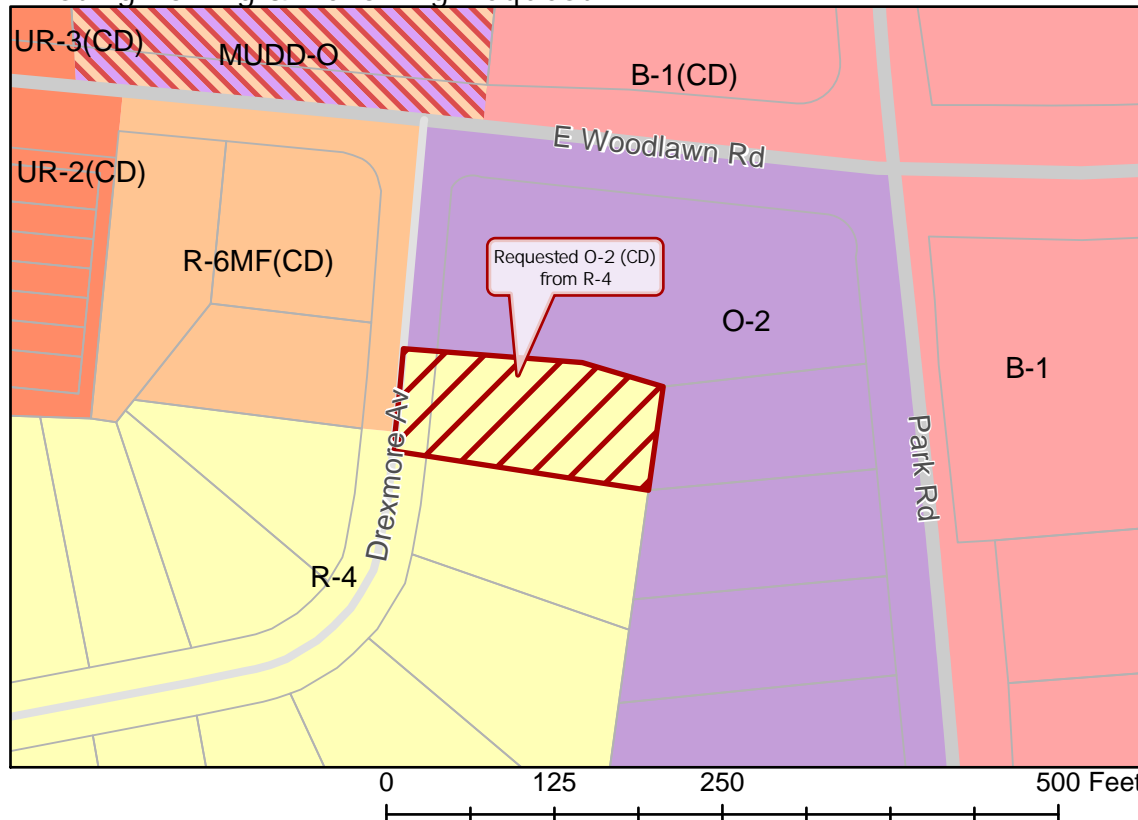 UR-3(CD)
MUDD-O
B-1(CD)
E Woodlawn Rd
UR-2(CD)
R-6MF(CD)
Requested O-2 (CD)
from R-4
O-2
B-1
Park Rd
Drexmore Av
R-4
0 125 250 500 Feet